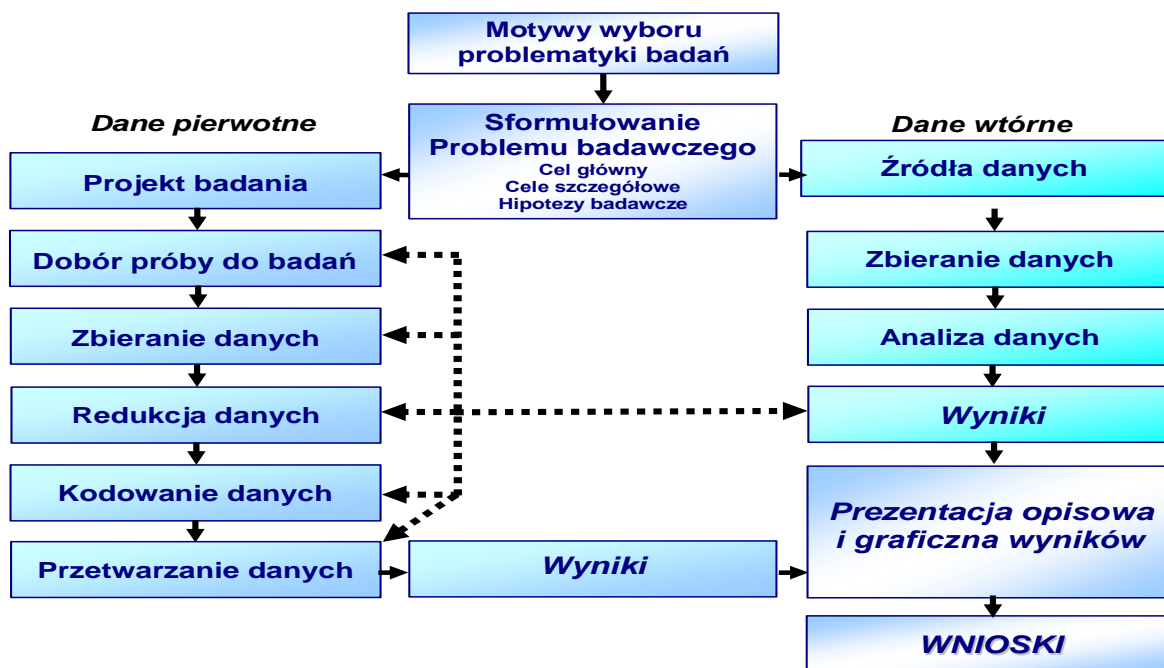 Motywy wyboru
problematyki badań
Dane pierwotne
Sformułowanie
Problemu badawczego
Cel główny
Cele szczegółowe
Hipotezy badawcze
Dane wtórne
Projekt badania
Źródła danych
Dobór próby do badań
Zbieranie danych
Zbieranie danych
Analiza danych
Redukcja danych
Wyniki
Kodowanie danych
Prezentacja opisowa
i graficzna wyników
Przetwarzanie danych
Wyniki
WNIOSKI